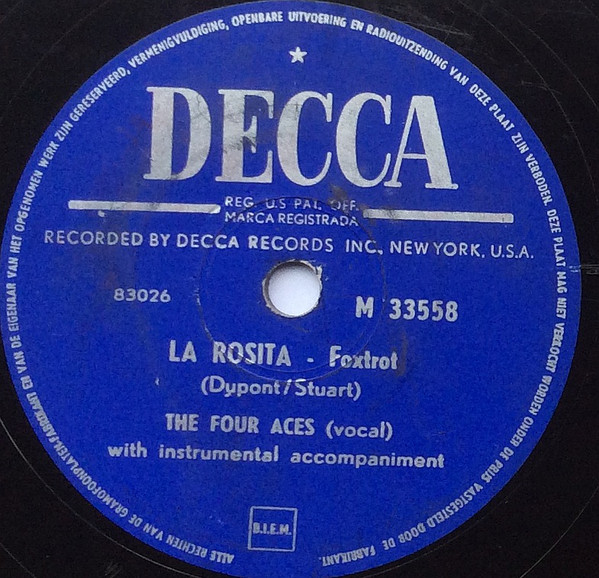 ALLE RECHTEN VAN DE GRAMOFOONPLATEN-FABRIKANT EN VAN DE EIGENAAR VAN HET OPGENOMEN WERK ZIJN GERESERVEERD, VERMENIGVULDIGING, OPENBARE UITVOERING EN RADIOUITZENDING VAN DEZE PLAAT ZIJN VERBODEN. DEZE PLAAT MAG NIET VERKOCHT WORDEN ONDER DE PRIJS VASTGESTELD DOOR DE FABRIKANT.
DECCA
REG. U.S PAT. OFF.
MARCA REGISTRADA
RECORDED BY DECCA RECORDS INC., NEW YORK, U.S.A.
83026
M 33558
LA ROSITA - Foxtrot
(Dupont/Stuart)
THE FOUR ACES (vocal)
with instrumental accompaniment
B.I.E.M.